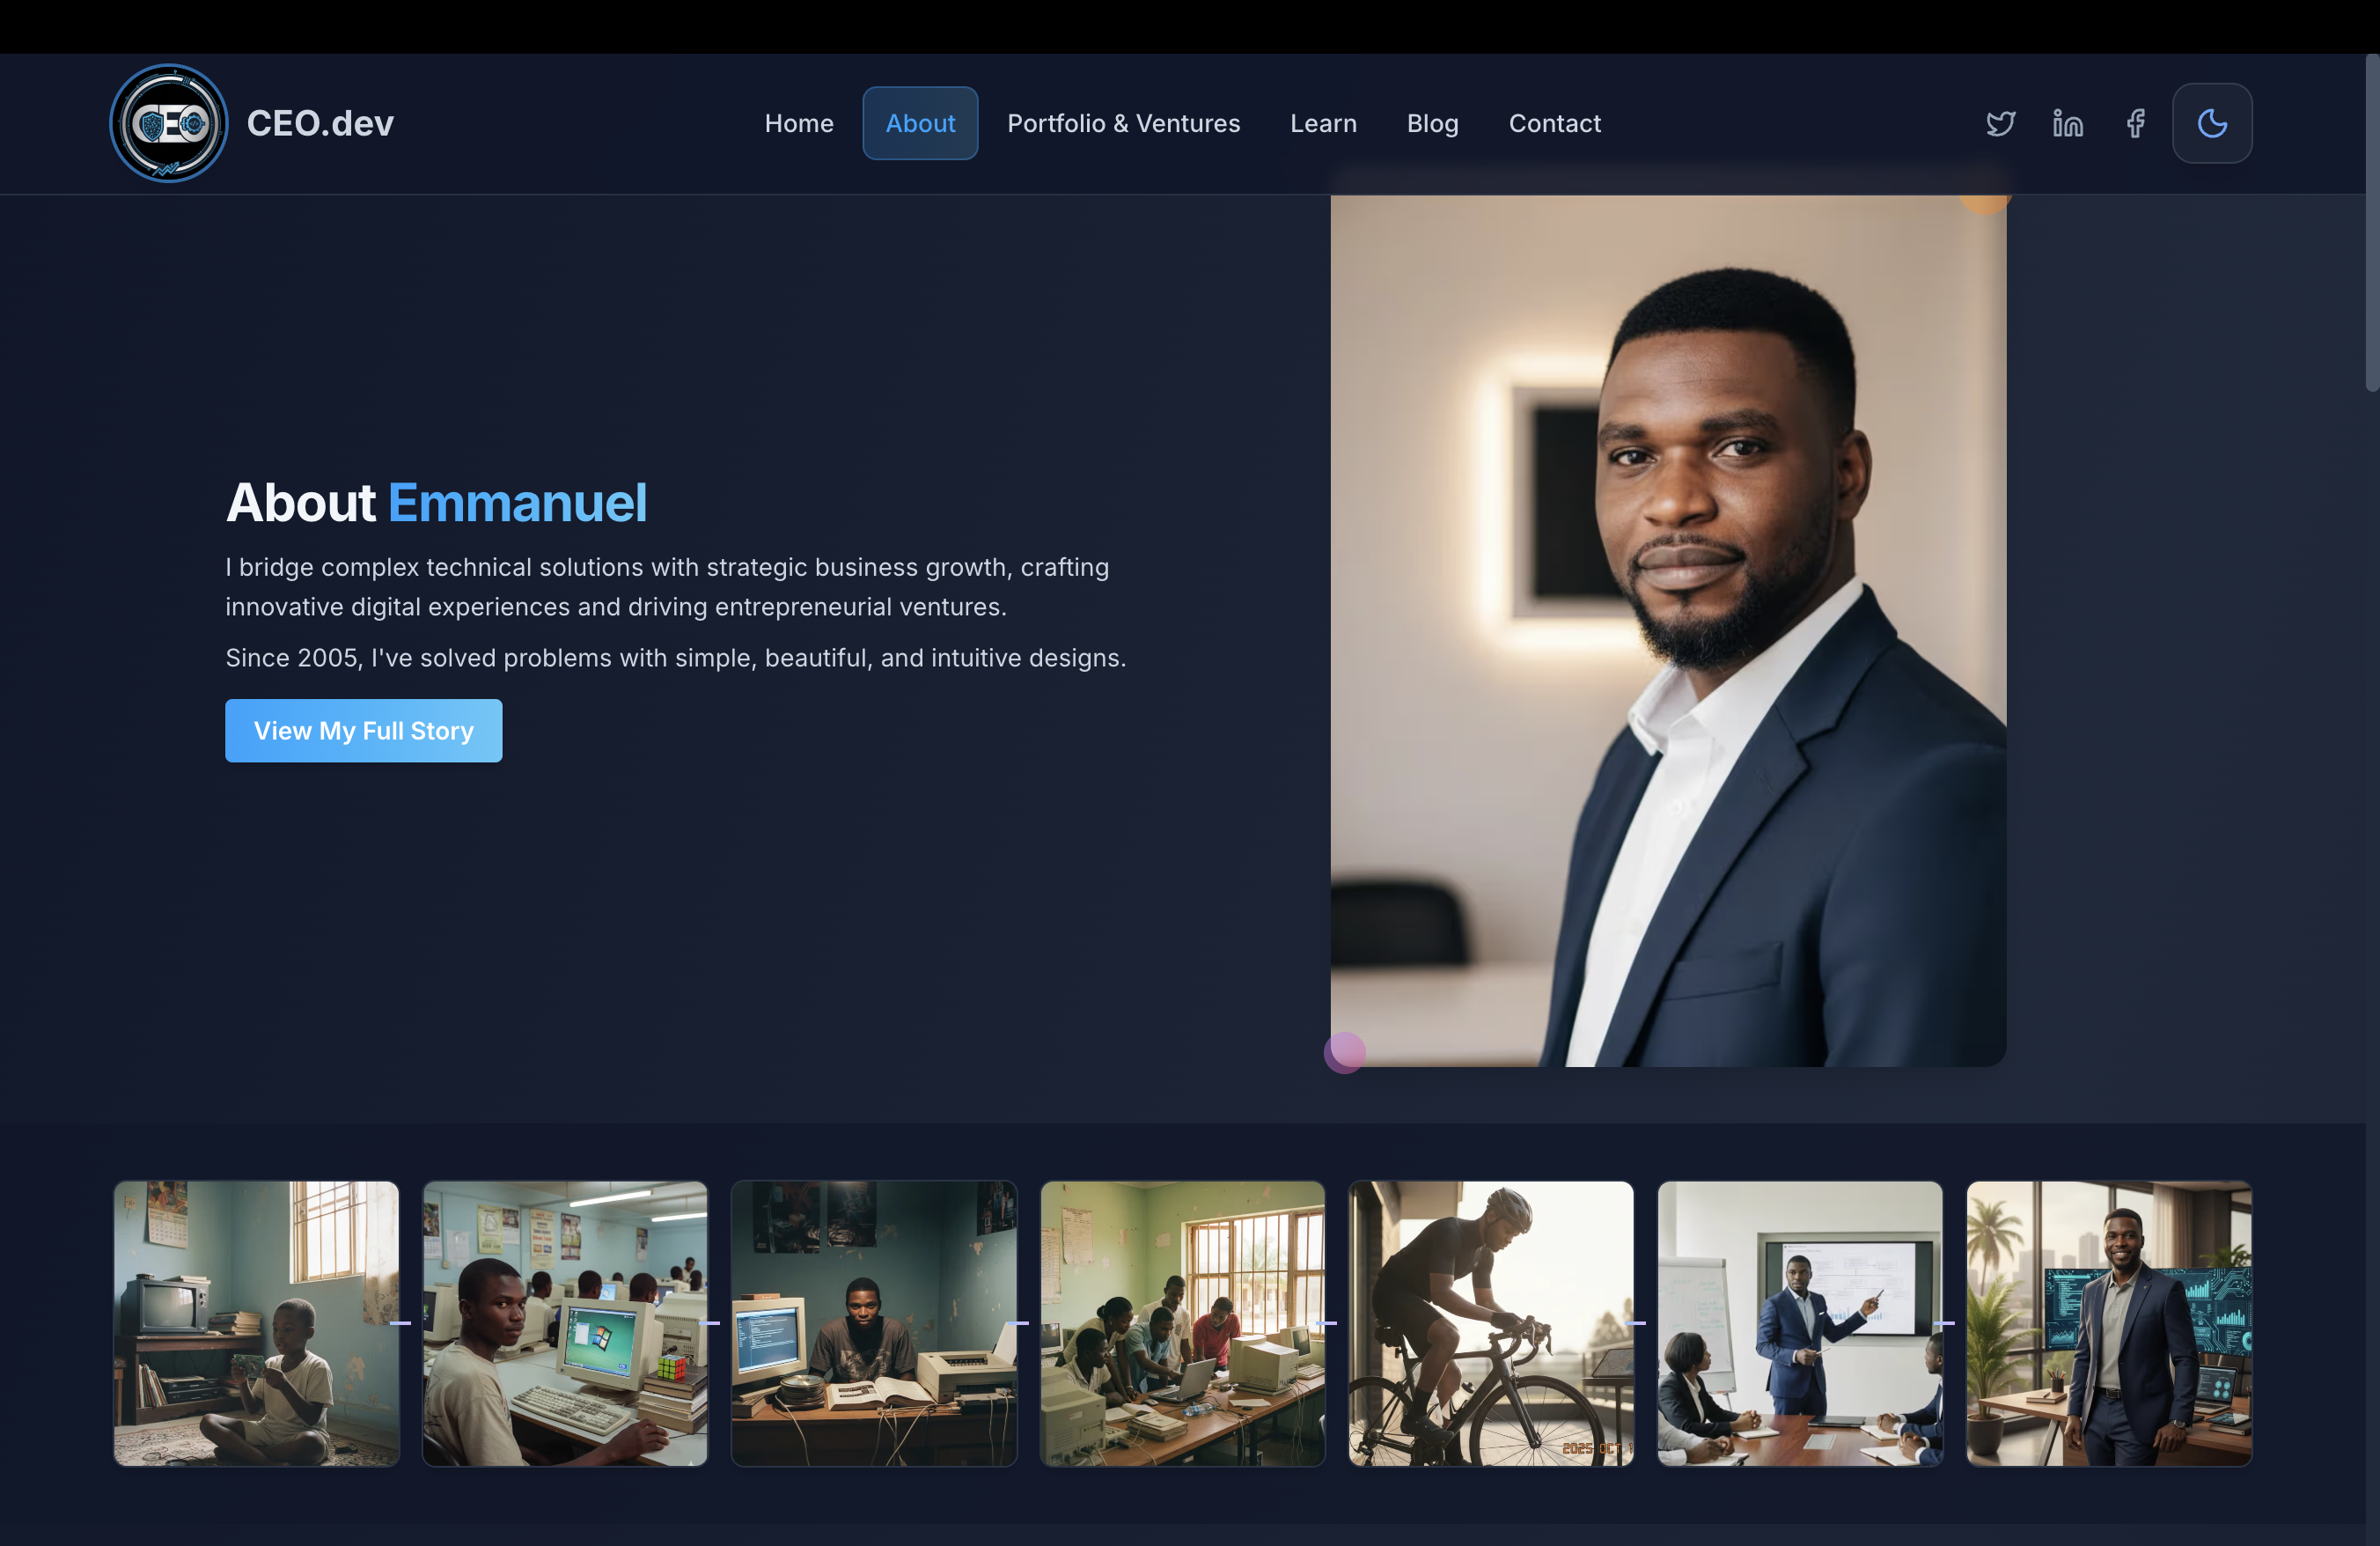 CEO
CEO.dev
Home
About
Portfolio & Ventures
Learn
Blog
Contact
About Emmanuel
I bridge complex technical solutions with strategic business growth, crafting
innovative digital experiences and driving entrepreneurial ventures.
Since 2005, I've solved problems with simple, beautiful, and intuitive designs.
View My Full Story
2025 OCT 1